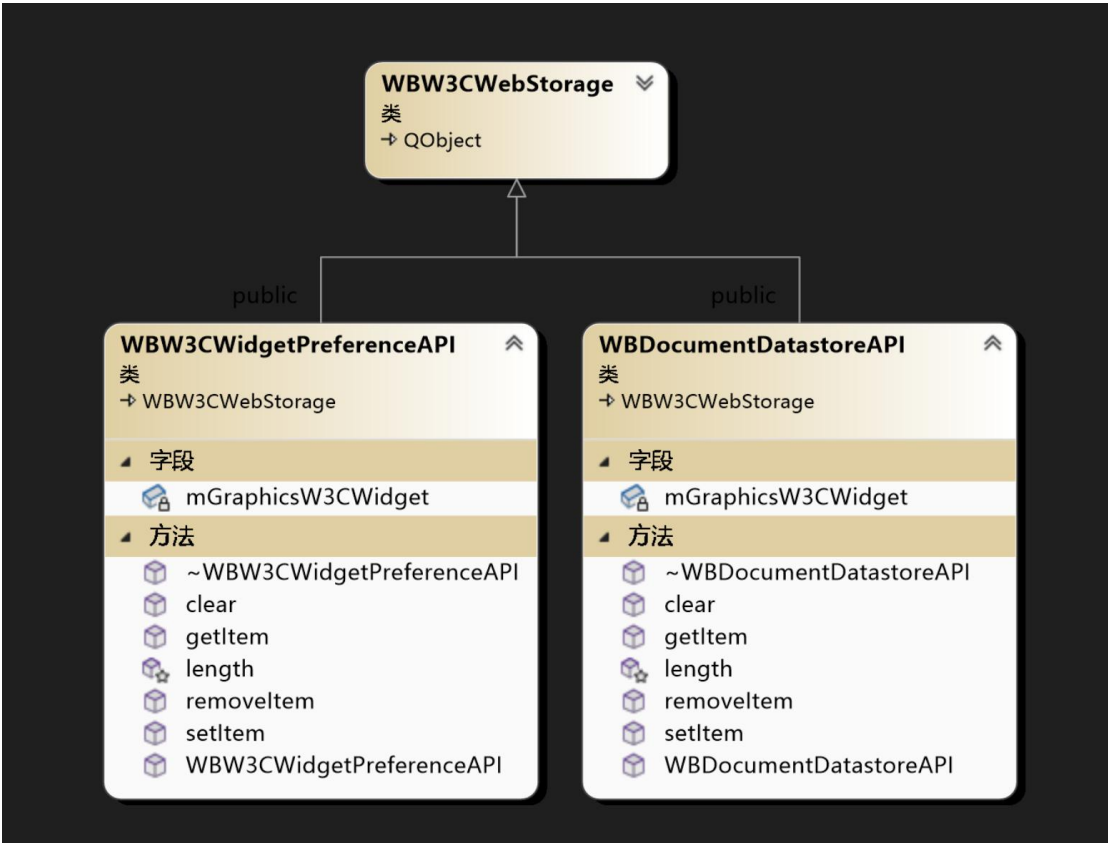 WBW3CWebStorage
类
QObject
public
public
WBW3CWidgetPreferenceAPI
类
WBW3CWebStorage
字段
mGraphicsW3CWidget
方法
~WBW3CWidgetPreferenceAPI
clear
getItem
length
removeItem
setItem
WBW3CWidgetPreferenceAPI
WBDocumentDatastoreAPI
类
WBW3CWebStorage
字段
mGraphicsW3CWidget
方法
~WBDocumentDatastoreAPI
clear
getItem
length
removeItem
setItem
WBDocumentDatastoreAPI